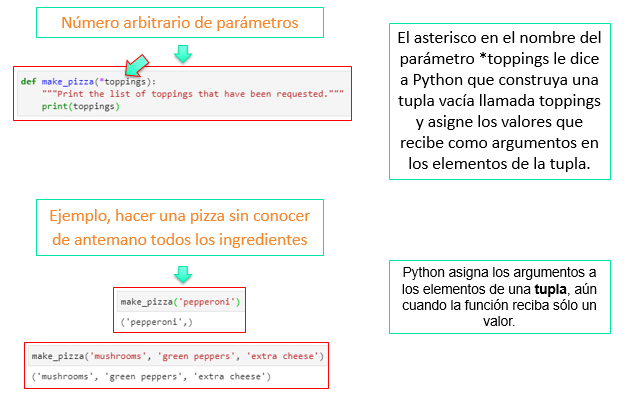 Número arbitrario de parámetros
def make_pizza(*toppings):
"""Print the list of toppings that have been requested."""
print(toppings)
El asterisco en el nombre del
parámetro *toppings le dice
a Python que construya una
tupla vacía llamada toppings
y asigne los valores que
recibe como argumentos en
los elementos de la tupla.
Ejemplo, hacer una pizza sin conocer
de antemano todos los ingredientes
make_pizza('pepperoni')
('pepperoni',)
make_pizza('mushrooms', 'green peppers', 'extra cheese')
('mushrooms', 'green peppers', 'extra cheese')
Python asigna los argumentos a
los elementos de una tupla, aún
cuando la función reciba sólo un
valor.